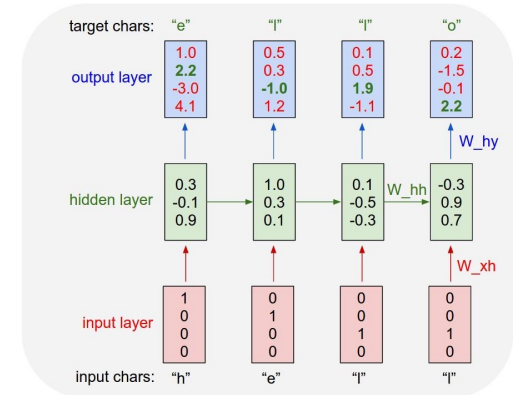 target chars: “e” “l” “l” “o”
output layer
1.0 0.5 0.1 0.2
2.2 0.3 0.5 -1.5
-3.0 -1.0 1.9 -0.1
4.1 1.2 -1.1 2.2
W_hy
hidden layer
0.3 1.0 0.1 -0.3
-0.1 0.3 -0.5 0.9
0.9 0.1 -0.3 0.7
W_hh
W_xh
input layer
1 0 0 0
0 1 0 0
0 0 1 1
0 0 0 0
input chars: “h” “e” “l” “l”